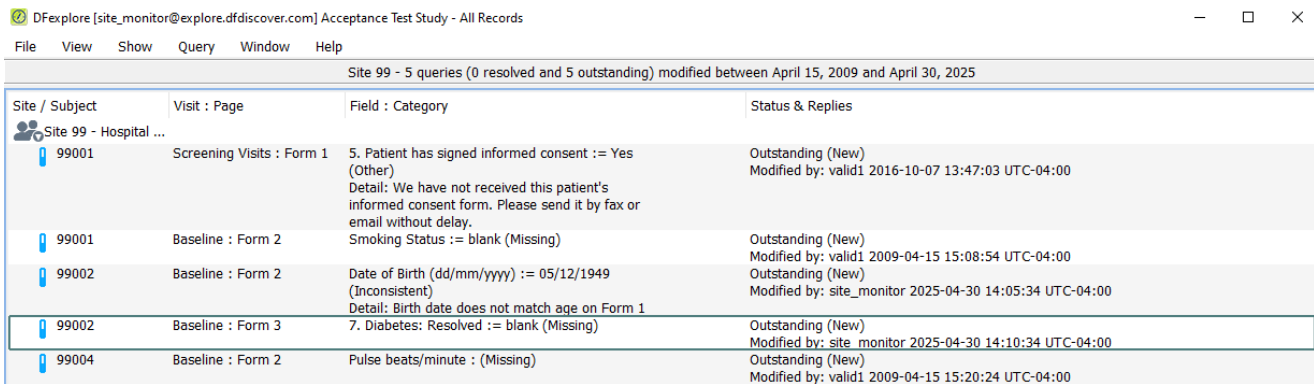 DFexplore [site_monitor@explore.dfdiscover.com] Acceptance Test Study - All Records
File View Show Query Window Help
Site 99 - 5 queries (0 resolved and 5 outstanding) modified between April 15, 2009 and April 30, 2025
Site / Subject Visit : Page Field : Category Status & Replies
Site 99 - Hospital ...
99001 Screening Visits : Form 1 5. Patient has signed informed consent := Yes Outstanding (New)
(Other) Modified by: valid1 2016-10-07 13:47:03 UTC-04:00
Detail: We have not received this patient's
informed consent form. Please send it by fax or
email without delay.
99001 Baseline : Form 2 Smoking Status := blank (Missing) Outstanding (New)
Modified by: valid1 2009-04-15 15:08:54 UTC-04:00
99002 Baseline : Form 2 Date of Birth (dd/mm/yyyy) := 05/12/1949 Outstanding (New)
(Inconsistent) Modified by: site_monitor 2025-04-30 14:05:34 UTC-04:00
Detail: Birth date does not match age on Form 1
99002 Baseline : Form 3 7. Diabetes: Resolved := blank (Missing) Outstanding (New)
Modified by: site_monitor 2025-04-30 14:10:34 UTC-04:00
99004 Baseline : Form 2 Pulse beats/minute : (Missing) Outstanding (New)
Modified by: valid1 2009-04-15 15:20:24 UTC-04:00